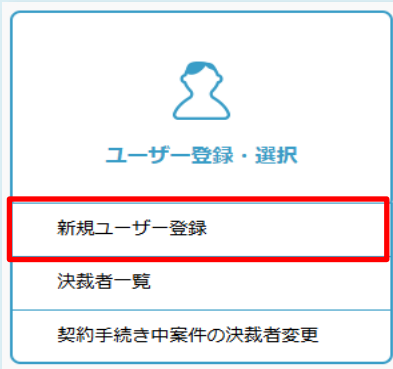 ユーザー登録・選択
新規ユーザー登録
決裁者一覧
契約手続き中案件の決裁者変更